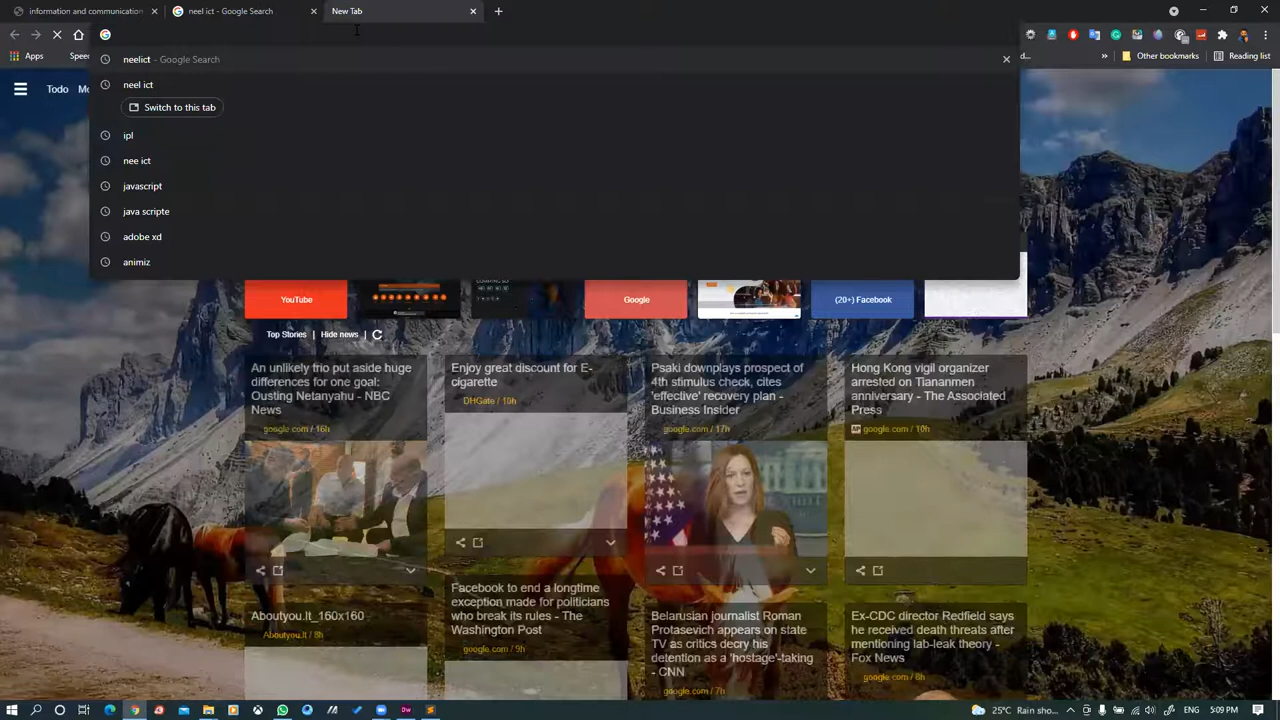 information and communication
neel ict - Google Search
New Tab
Apps
Speed
neelict - Google Search
d...
Other bookmarks
Reading list
neel ict
Todo
Switch to this tab
ipl
nee ict
javascript
java scripte
adobe xd
animiz
YouTube
Google
(20+) Facebook
Top Stories | Hide news |
An unlikely trio put aside huge
differences for one goal:
Ousting Netanyahu - NBC
News
google.com / 16h
Enjoy great discount for E-
cigarette
DHGate / 10h
Psaki downplays prospect of
4th stimulus check, cites
'effective' recovery plan -
Business Insider
google.com / 17h
Hong Kong vigil organizer
arrested on Tiananmen
anniversary - The Associated
Press
AP google.com / 10h
Aboutyou.lt_160x160
Aboutyou.lt / 8h
Facebook to end a longtime
exception made for politicians
who break its rules - The
Washington Post
google.com / 9h
Belarusian journalist Roman
Protasevich appears on state
TV as critics decry his
detention as a 'hostage'-taking
- CNN
google.com / 7h
Ex-CDC director Redfield says
he received death threats after
mentioning lab-leak theory -
Fox News
google.com / 8h
25°C Rain sho...
ENG
5:09 PM